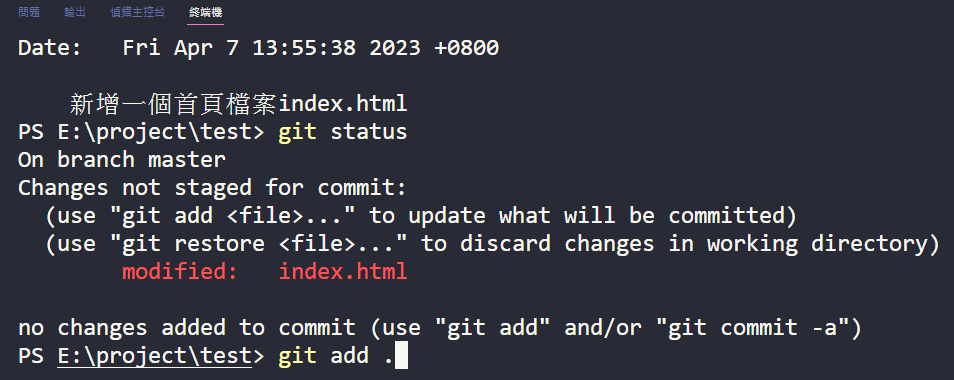 問題 輸出 偵錯主控台 終端機
Date:   Fri Apr 7 13:55:38 2023 +0800
新增一個首頁檔案index.html
PS E:\project\test> git status
On branch master
Changes not staged for commit:
  (use "git add <file>..." to update what will be committed)
  (use "git restore <file>..." to discard changes in working directory)
        modified:   index.html
no changes added to commit (use "git add" and/or "git commit -a")
PS E:\project\test> git add .